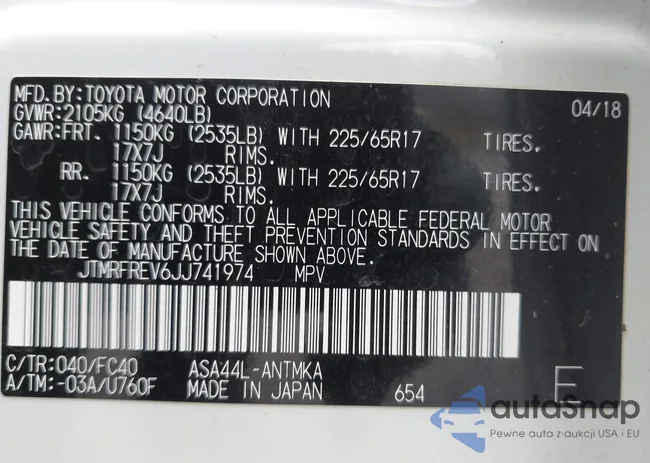 MFD.BY:TOYOTA MOTOR CORPORATION 04/18
GVWR:2105KG (4640LB)
GAWR:FRT. 1150KG (2535LB) WITH 225/65R17 TIRES.
17X7J RIMS.
RR. 1150KG (2535LB) WITH 225/65R17 TIRES.
17X7J RIMS.
THIS VEHICLE CONFORMS TO ALL APPLICABLE FEDERAL MOTOR
VEHICLE SAFETY AND THEFT PREVENTION STANDARDS IN EFFECT ON
THE DATE OF MANUFACTURE SHOWN ABOVE.
JTMRFREV6JJ741974 MPV
C/TR:040/FC40 ASA44L-ANTMKA
A/TM:-03A/U760F MADE IN JAPAN 654 E
autoSnap
Pewne auta z aukcji USA i EU